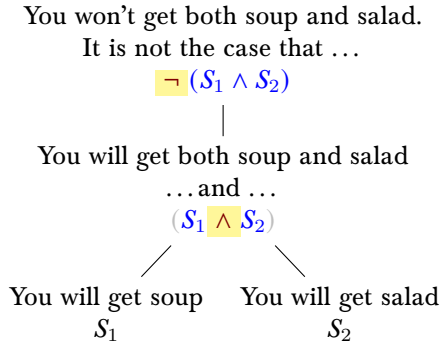 You won’t get both soup and salad.
It is not the case that …
¬ (S₁ ∧ S₂)
You will get both soup and salad
… and …
(S₁ ∧ S₂)
You will get soup You will get salad
S₁ S₂